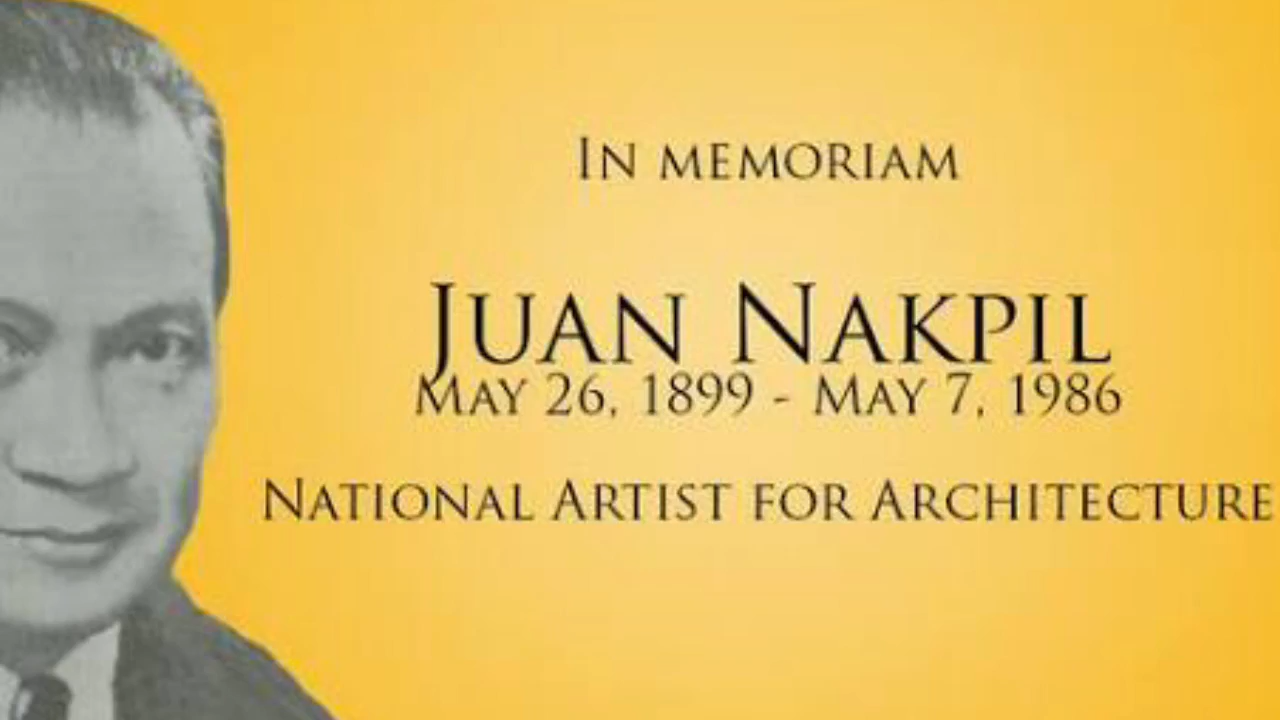 In memoriam
Juan Nakpil
May 26, 1899 - May 7, 1986
National Artist for Architecture